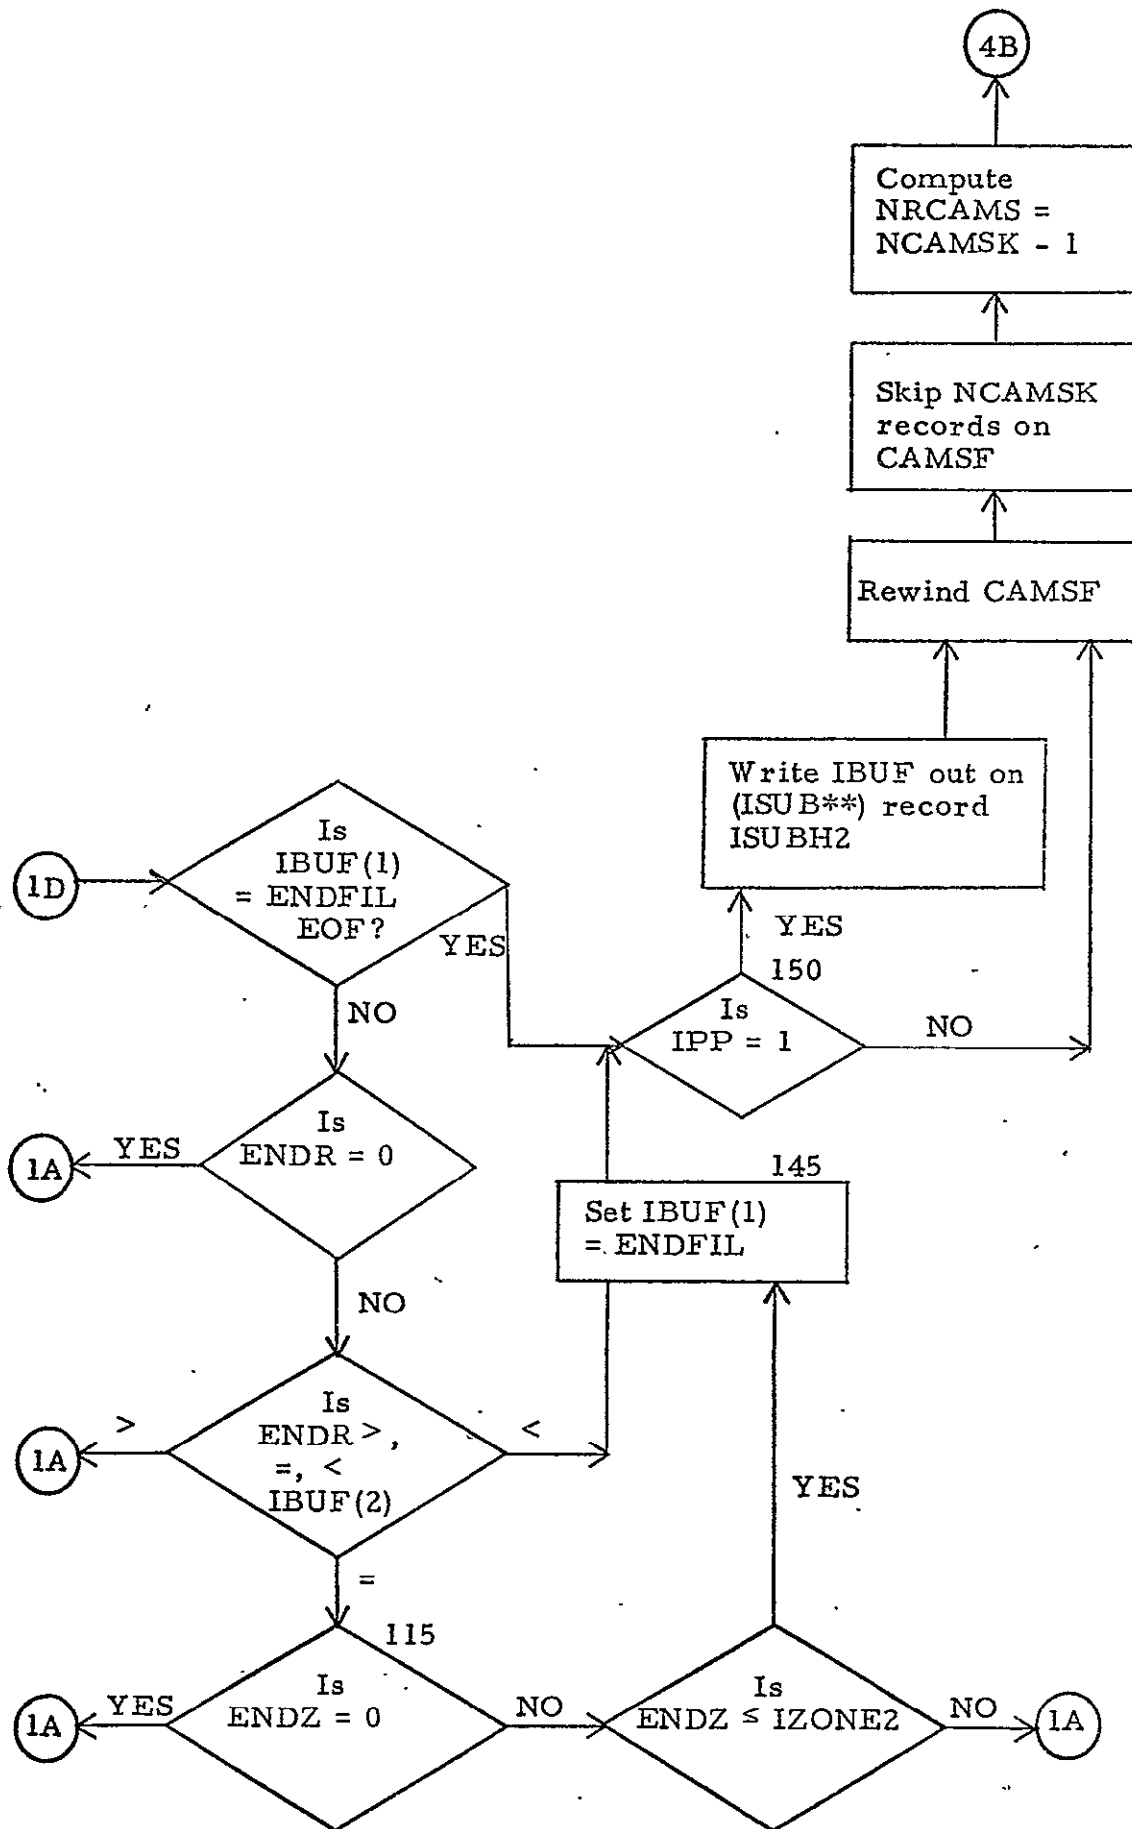 4B
Compute
NRCAMS =
NCAMSK - 1
Skip NCAMSK
records on
CAMSF
Rewind CAMSF
Write IBUF out on
(ISUB**) record
ISUBH2
YES
150
Is
IPP = 1
NO
1D
Is
IBUF(1)
= ENDFIL
EOF?
YES
NO
Is
ENDR = 0
YES
1A
NO
145
Set IBUF(1)
= ENDFIL
Is
ENDR >,
=, <
IBUF(2)
>
1A
<
=
YES
115
Is
ENDZ = 0
YES
1A
NO
Is
ENDZ ≤ IZONE2
NO
1A